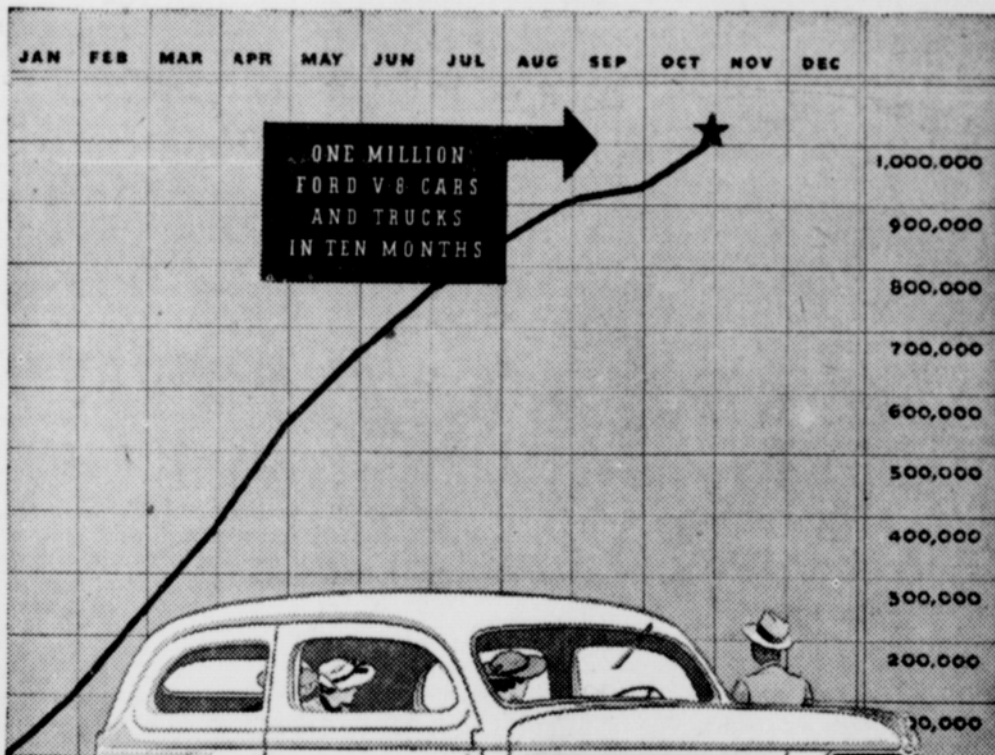 JAN FEB MAR APR MAY JUN JUL AUG SEP OCT NOV DEC
ONE MILLION
FORD V·8 CARS
AND TRUCKS
IN TEN MONTHS
1,000,000
900,000
800,000
700,000
600,000
500,000
400,000
300,000
200,000
00,000